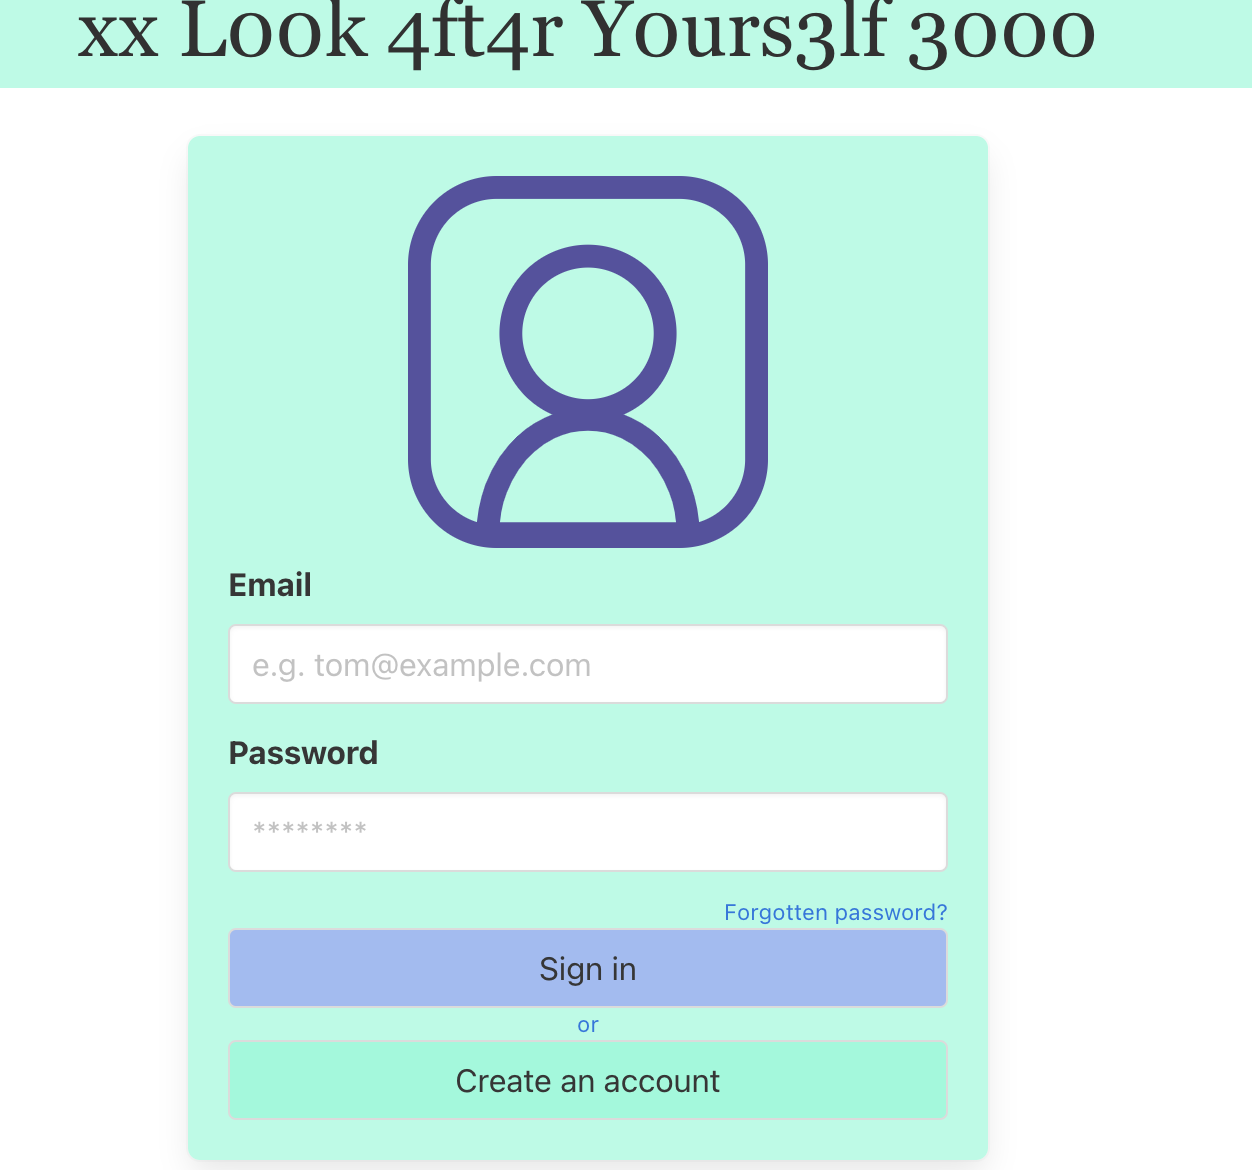 xx Look 4ft4r Yours3lf 3000
Email
e.g. tom@example.com
Password
********
Forgotten password?
Sign in
or
Create an account